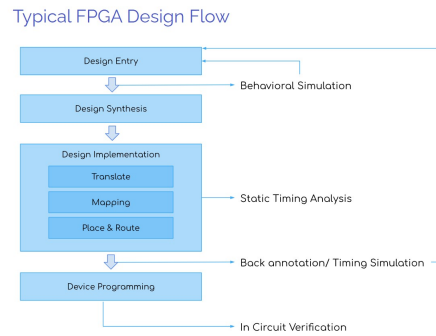 Typical FPGA Design Flow
Design Entry
Behavioral Simulation
Design Synthesis
Design Implementation
Translate
Mapping
Static Timing Analysis
Place & Route
Back annotation/ Timing Simulation
Device Programming
In Circuit Verification